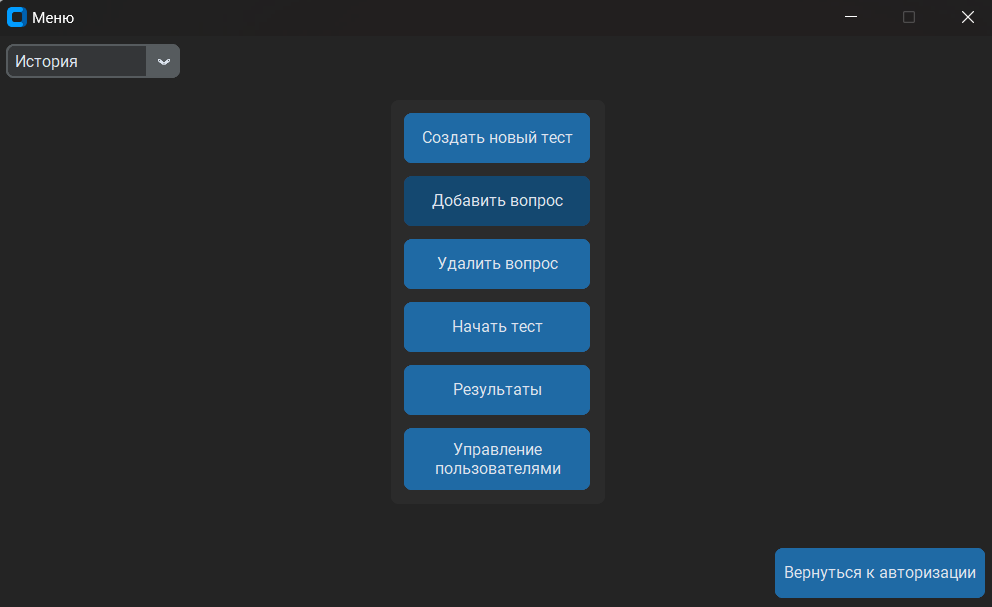 Меню
История
Создать новый тест
Добавить вопрос
Удалить вопрос
Начать тест
Результаты
Управление
пользователями
Вернуться к авторизации